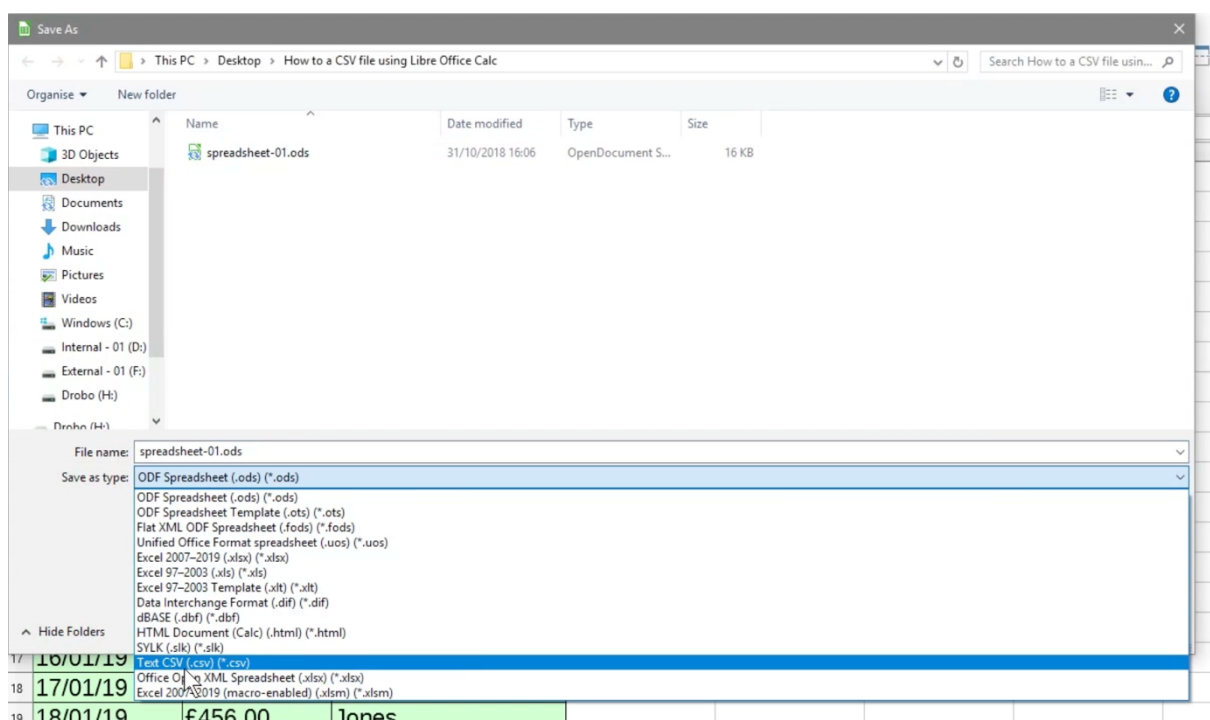 Save As
This PC > Desktop > How to a CSV file using Libre Office Calc
Search How to a CSV file usin...
Organise New folder
Name Date modified Type Size
This PC
3D Objects
spreadsheet-01.ods 31/10/2018 16:06 OpenDocument S... 16 KB
Desktop
Documents
Downloads
Music
Pictures
Videos
Windows (C:)
Internal - 01 (D:)
External - 01 (F:)
Drobo (H:)
Drobo (H:)
File name: spreadsheet-01.ods
Save as type: ODF Spreadsheet (.ods) (*.ods)
ODF Spreadsheet (.ods) (*.ods)
ODF Spreadsheet Template (.ots) (*.ots)
Flat XML ODF Spreadsheet (.fods) (*.fods)
Unified Office Format spreadsheet (.uos) (*.uos)
Excel 2007–2019 (.xlsx) (*.xlsx)
Excel 97–2003 (.xls) (*.xls)
Excel 97–2003 Template (.xlt) (*.xlt)
Data Interchange Format (.dif) (*.dif)
dBASE (.dbf) (*.dbf)
HTML Document (Calc) (.html) (*.html)
Hide Folders
SYLK (.slk) (*.slk)
Text CSV (.csv) (*.csv)
Office Open XML Spreadsheet (.xlsx) (*.xlsx)
Excel 2007–2019 (macro-enabled) (.xlsm) (*.xlsm)
17 16/01/19
18 17/01/19
19 18/01/19 £456.00 Jones